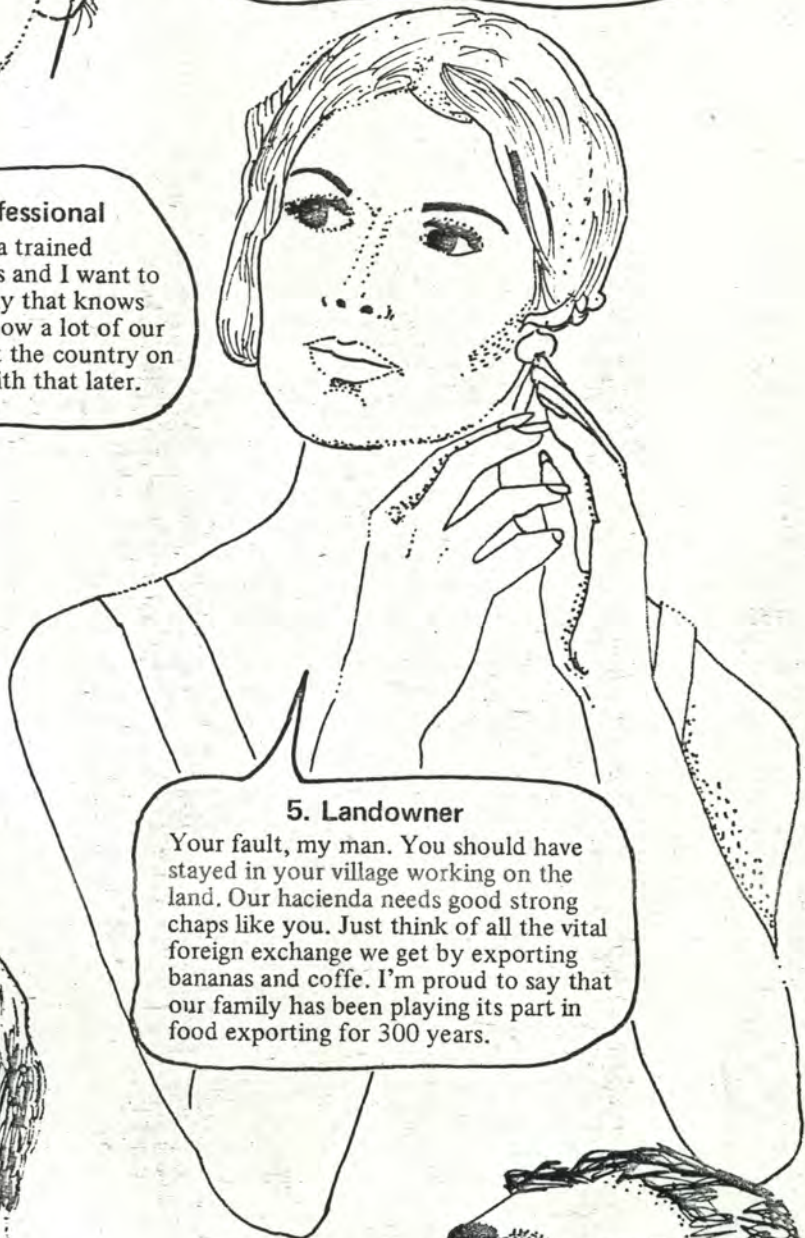 fessional
a trained
s and I want to
y that knows
ow a lot of our
the country on
ith that later.
5. Landowner
Your fault, my man. You should have
stayed in your village working on the
land. Our hacienda needs good strong
chaps like you. Just think of all the vital
foreign exchange we get by exporting
bananas and coffe. I'm proud to say that
our family has been playing its part in
food exporting for 300 years.